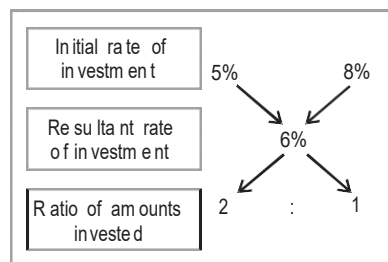 Initial rate of
investment
5% 8%
Resultant rate
of investment
6%
Ratio of amounts
invested
2 : 1